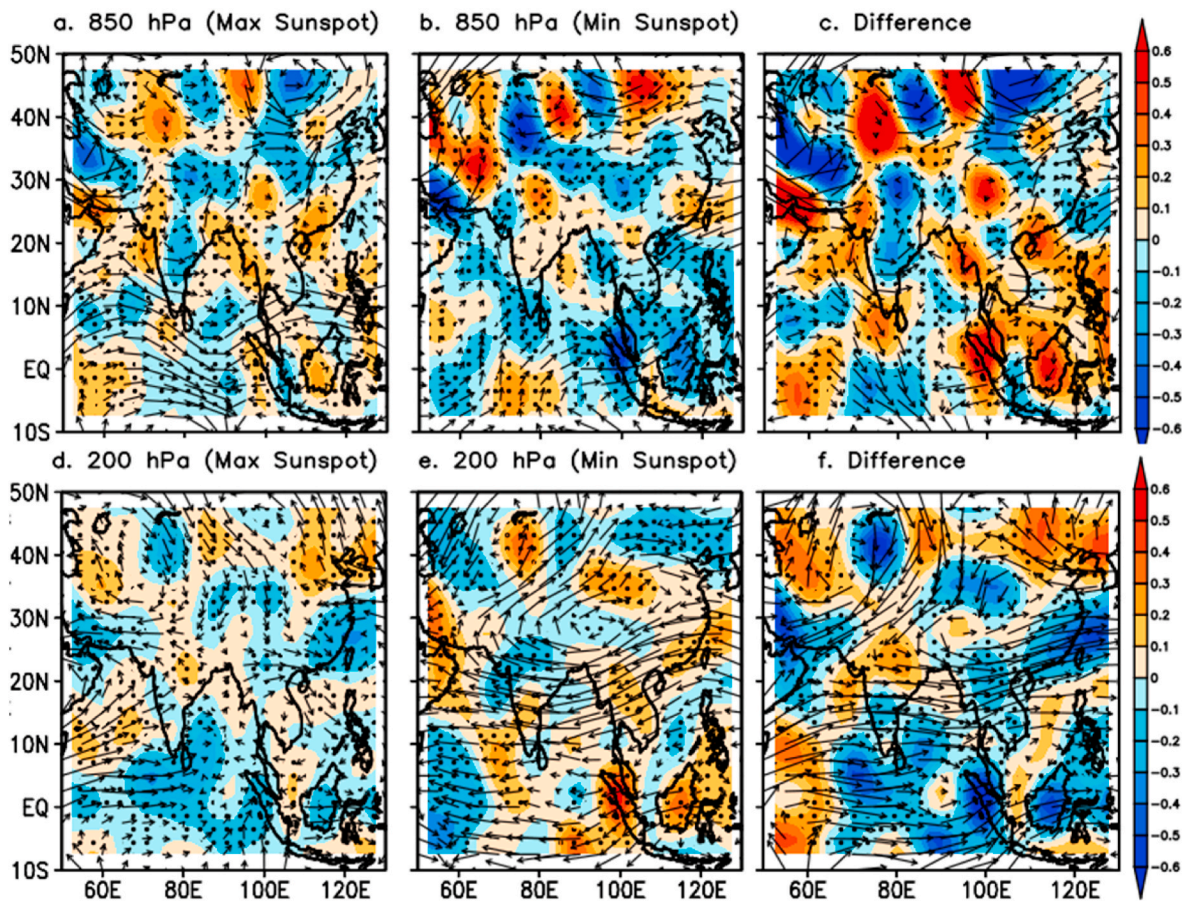 a. 850 hPa (Max Sunspot) b. 850 hPa (Min Sunspot) c. Difference
50N
40N
30N
20N
10N
EQ
10S
0.6
0.5
0.4
0.3
0.2
0.1
0
-0.1
-0.2
-0.3
-0.4
-0.5
-0.6
d. 200 hPa (Max Sunspot) e. 200 hPa (Min Sunspot) f. Difference
50N
40N
30N
20N
10N
EQ
10S
0.6
0.5
0.4
0.3
0.2
0.1
0
-0.1
-0.2
-0.3
-0.4
-0.5
-0.6
60E 80E 100E 120E 60E 80E 100E 120E 60E 80E 100E 120E